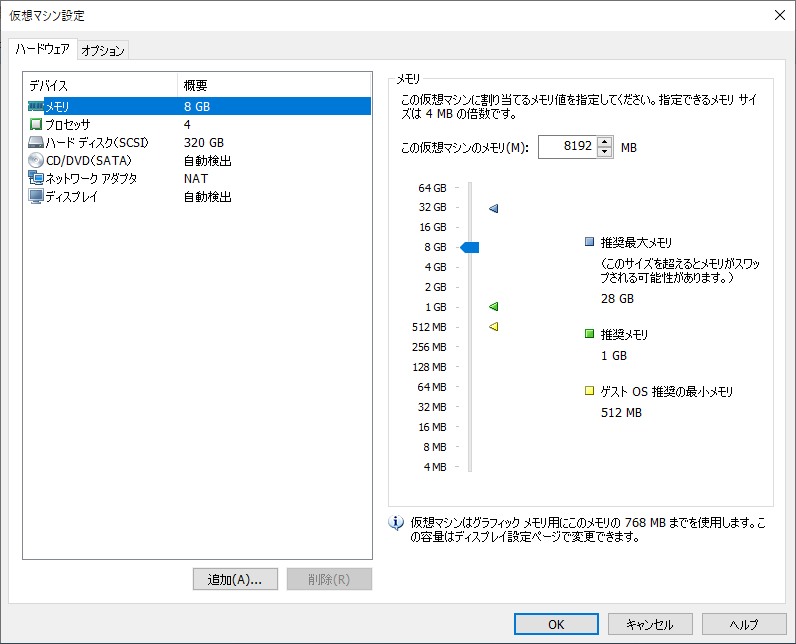 仮想マシン設定
ハードウェア オプション
デバイス 概要
メモリ 8 GB
プロセッサ 4
ハード ディスク(SCSI) 320 GB
CD/DVD(SATA) 自動検出
ネットワーク アダプタ NAT
ディスプレイ 自動検出
追加(A)... 削除(R)
メモリ
この仮想マシンに割り当てるメモリ値を指定してください。指定できるメモリ サイ
ズは 4 MB の倍数です。
この仮想マシンのメモリ(M): 8192 MB
64 GB
32 GB
16 GB
8 GB
4 GB
2 GB
1 GB
512 MB
256 MB
128 MB
64 MB
32 MB
16 MB
8 MB
4 MB
推奨最大メモリ
(このサイズを超えるとメモリがスワッ
プされる可能性があります。)
28 GB
推奨メモリ
1 GB
ゲスト OS 推奨の最小メモリ
512 MB
仮想マシンはグラフィック メモリ用にこのメモリの 768 MB までを使用します。こ
の容量はディスプレイ設定ページで変更できます。
OK キャンセル ヘルプ